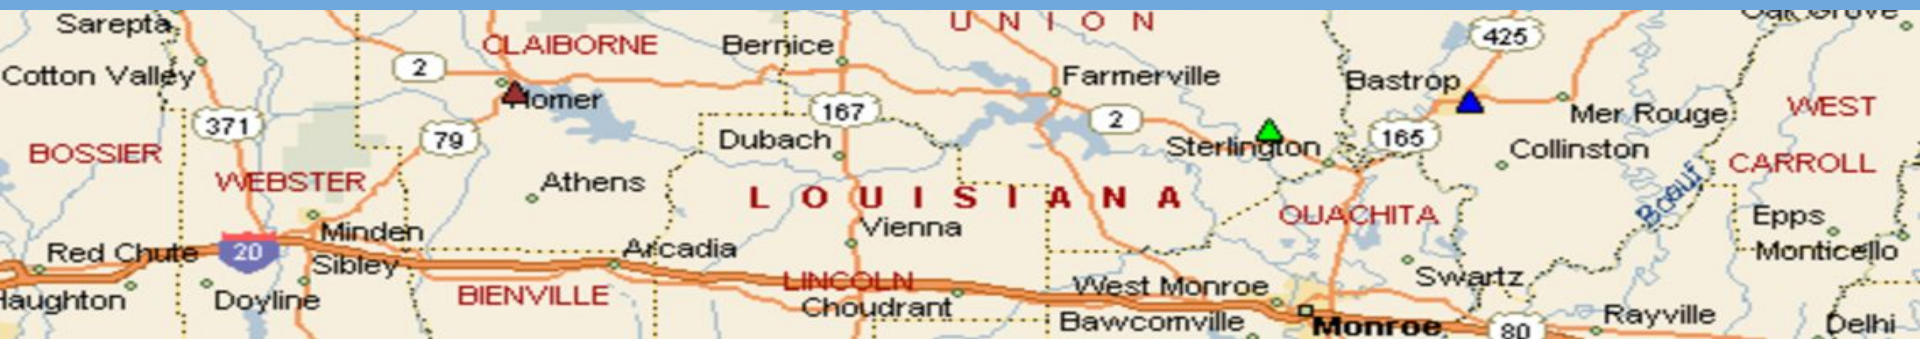 Oak Grove
UNION
Sarepta
CLAIBORNE
Bernice
425
Cotton Valley
2
Farmerville
Bastrop
Homer
167
2
Mer Rouge
WEST
371
79
Dubach
Sterlington
165
Collinston
BOSSIER
CARROLL
WEBSTER
Athens
LOUISIANA
Boeuf
OUACHITA
Epps
Minden
Vienna
Red Chute
20
Arcadia
Monticello
Sibley
LINCOLN
West Monroe
Swartz
Haughton
Doyline
BIENVILLE
Choudrant
Bawcomville
Monroe
80
Rayville
Delhi